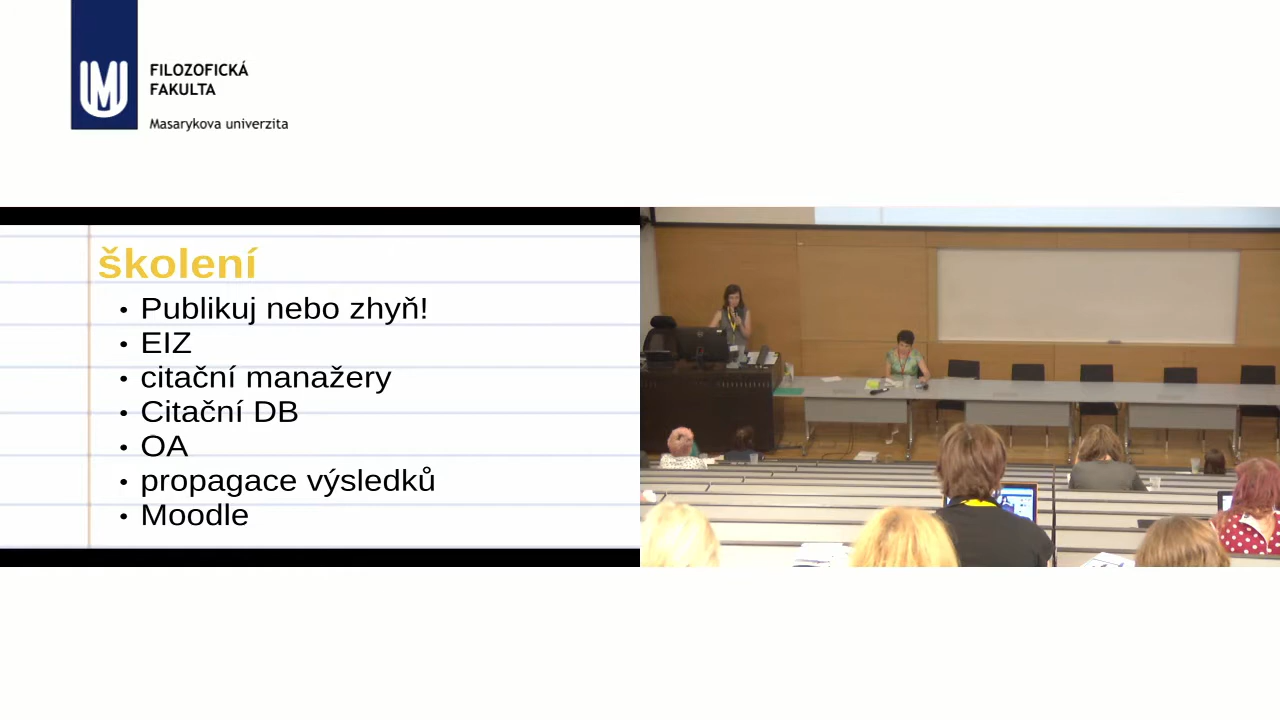 FILOZOFICKÁ
FAKULTA
Masarykova univerzita
školení
• Publikuj nebo zhyň!
• EIZ
• citační manažery
• Citační DB
• OA
• propagace výsledků
• Moodle